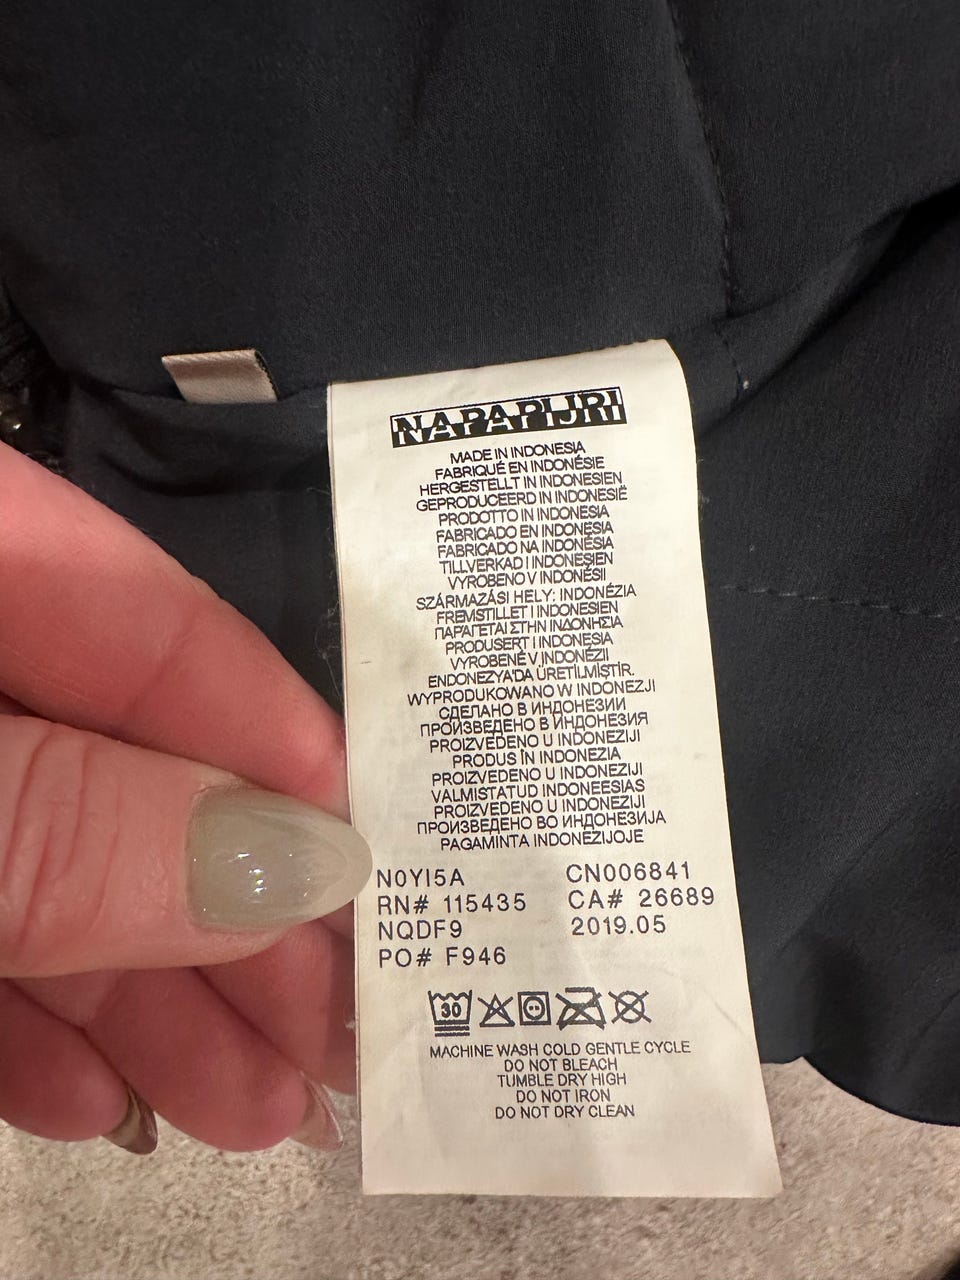 NAPAPIJRI
MADE IN INDONESIA
FABRIQUÉ EN INDONÉSIE
HERGESTELLT IN INDONESIEN
GEPRODUCEERD IN INDONESIË
PRODOTTO IN INDONESIA
FABRICADO EN INDONESIA
FABRICADO NA INDONÉSIA
TILLVERKAD I INDONESIEN
VYROBENO V INDONÉSII
SZÁRMAZÁSI HELY: INDONÉZIA
FREMSTILLET I INDONESIEN
ΠΑΡΑΓΕΤΑΙ ΣΤΗΝ ΙΝΔΟΝΗΣΙΑ
PRODUSERT I INDONESIA
VYROBENÉ V INDONÉZII
ENDONEZYA'DA ÜRETİLMİŞTİR.
WYPRODUKOWANO W INDONEZJI
СДЕЛАНО В ИНДОНЕЗИИ
ПРОИЗВЕДЕНО В ИНДОНЕЗИЯ
PROIZVEDENO U INDONEZIJI
PRODUS ÎN INDONEZIA
PROIZVEDENO U INDONEZIJI
VALMISTATUD INDONEESIAS
PROIZVEDENO U INDONEZIJI
ПРОИЗВЕДЕНО ВО ИНДОНЕЗИЈА
PAGAMINTA INDONEZIJOJE
N0YI5A CN006841
RN# 115435 CA# 26689
NQDF9 2019.05
PO# F946
30
MACHINE WASH COLD GENTLE CYCLE
DO NOT BLEACH
TUMBLE DRY HIGH
DO NOT IRON
DO NOT DRY CLEAN